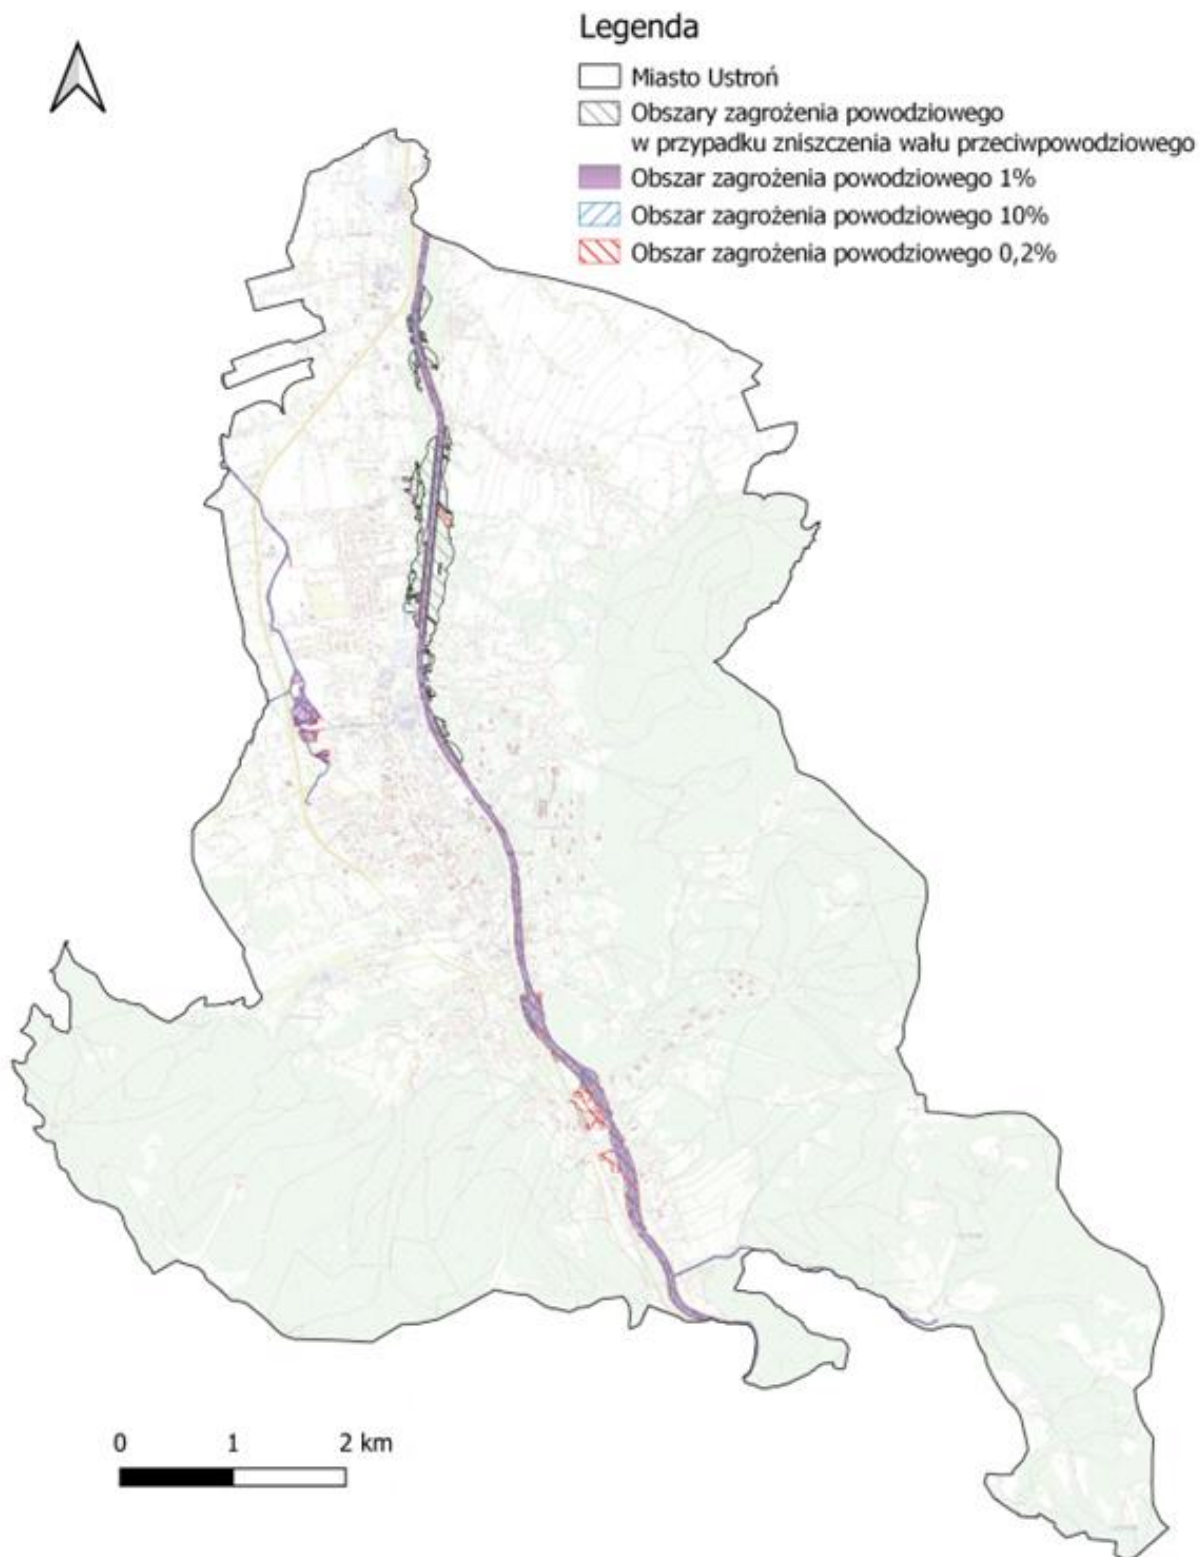 Legenda
Miasto Ustroń
Obszary zagrożenia powodziowego
w przypadku zniszczenia wału przeciwpowodziowego
Obszar zagrożenia powodziowego 1%
Obszar zagrożenia powodziowego 10%
Obszar zagrożenia powodziowego 0,2%
0 1 2 km